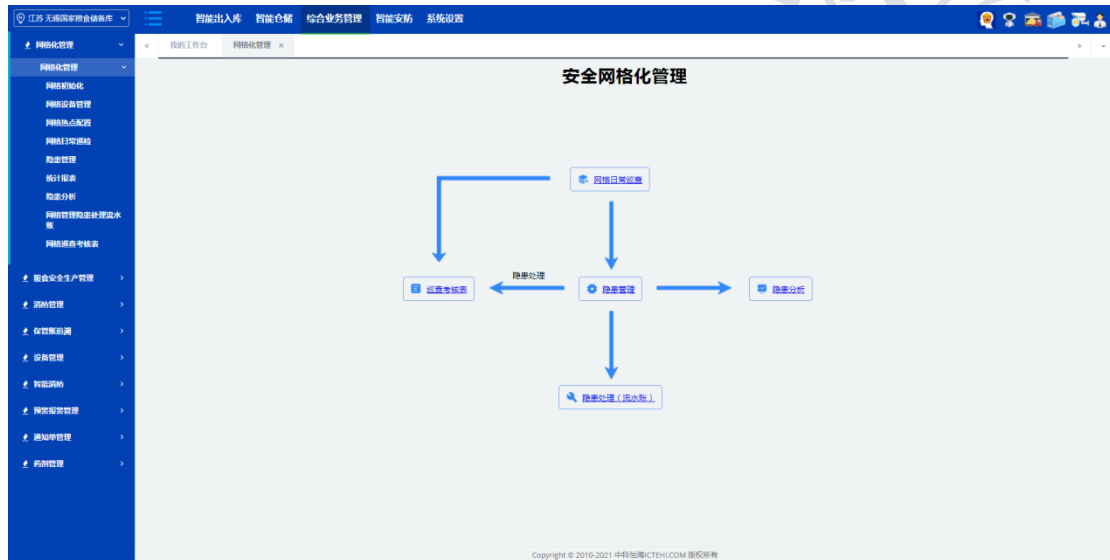 江苏 无锡国家粮食储备库
智能出入库 智能仓储 综合业务管理 智能安防 系统设置
网格化管理
« 我的工作台 网格化管理 × »
网格化管理
网格初始化
网格设备管理
网格热点配置
网格日常巡检
隐患管理
统计报表
隐患分析
网格管理隐患处理流水
账
网格巡查考核表
粮食安全生产管理
消防管理
保管账追溯
设备管理
智能消防
预警报警管理
通知单管理
药剂管理
安全网格化管理
网格日常巡查
隐患处理
巡查考核表
隐患管理
隐患分析
隐患处理（流水账）
Copyright © 2010-2021 中科怡海ICTEHI.COM 版权所有